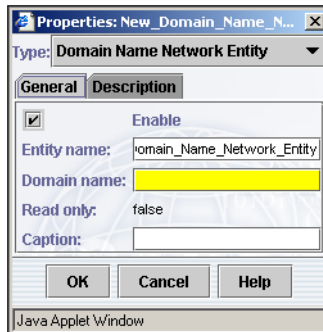 Properties: New_Domain_Name_N...
Type: Domain Name Network Entity
General Description
Enable
Entity name: omain_Name_Network_Entity
Domain name:
Read only: false
Caption:
OK Cancel Help
Java Applet Window